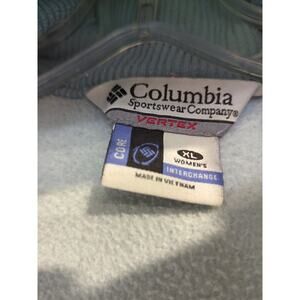 Columbia
Sportswear Company®
VERTEX
CORE
XL
WOMEN'S
INTERCHANGE
MADE IN VIETNAM